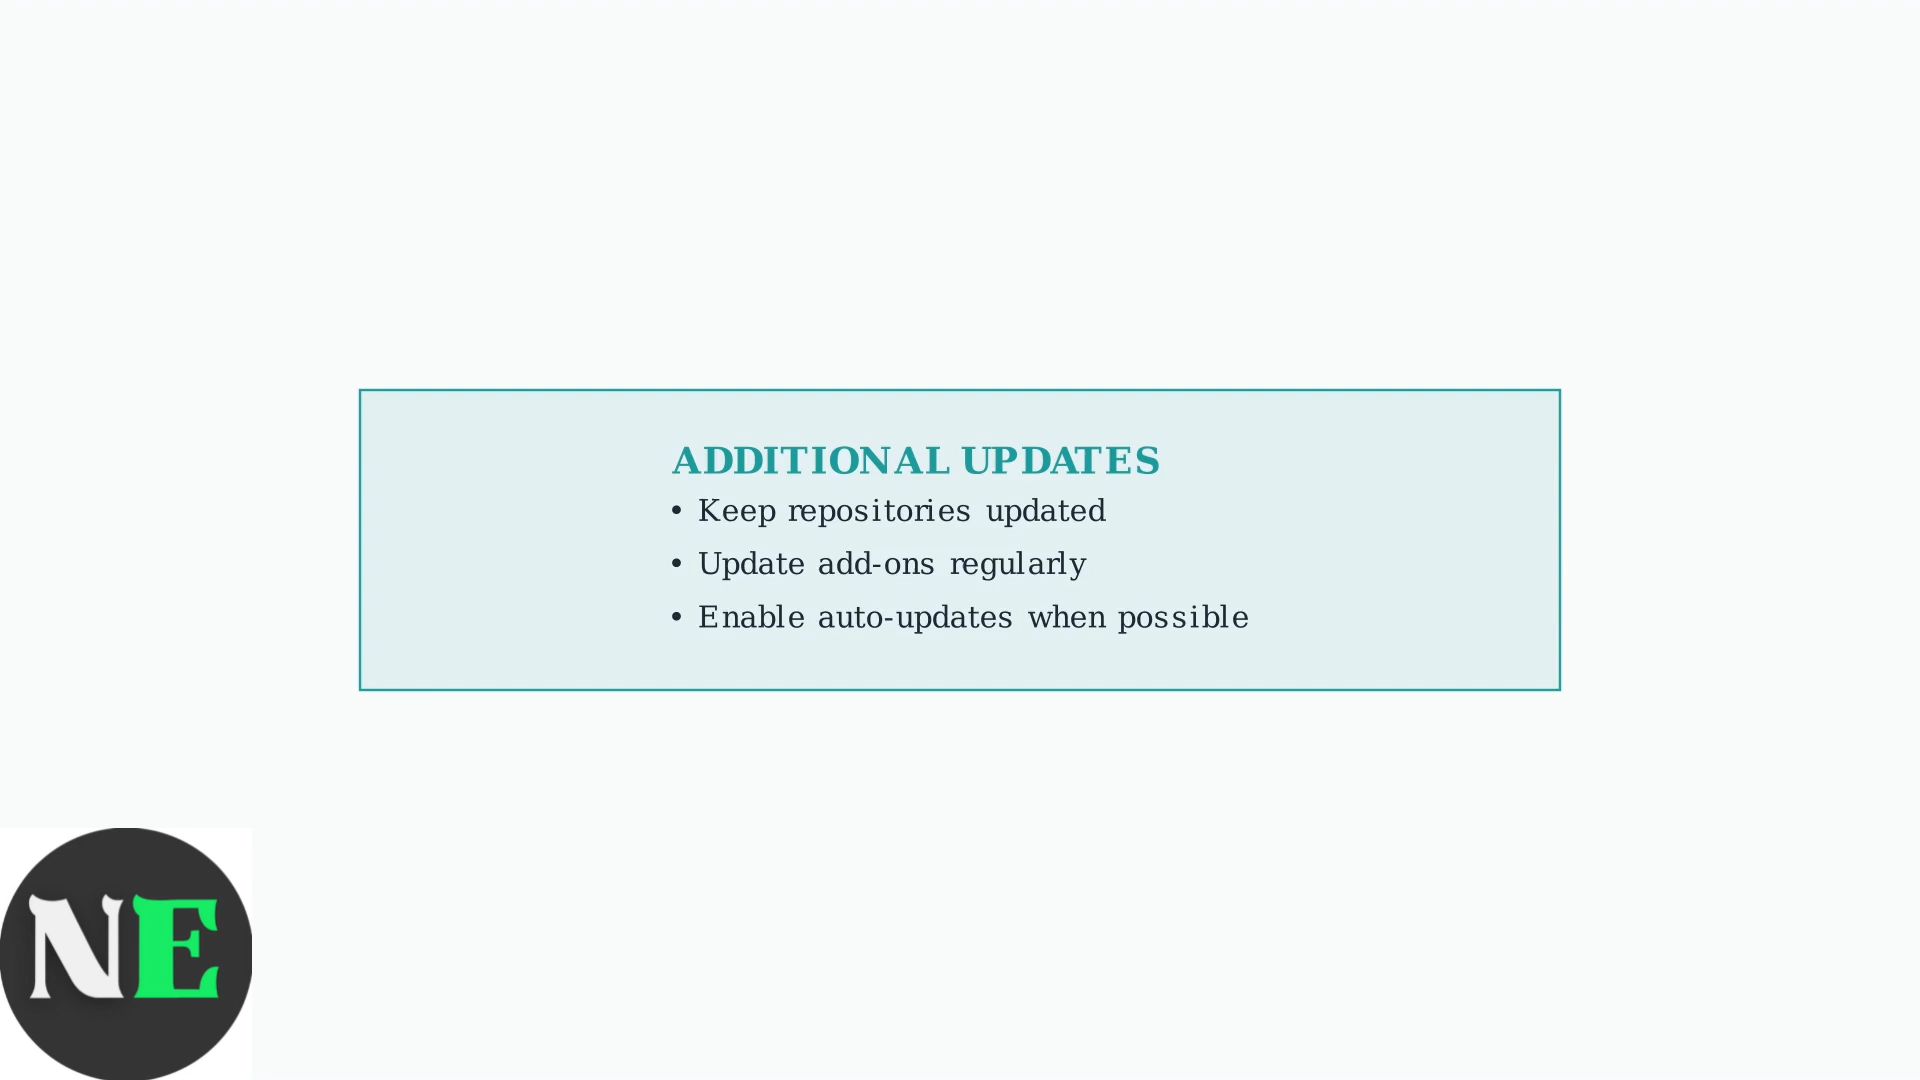 ADDITIONAL UPDATES
• Keep repositories updated
• Update add-ons regularly
• Enable auto-updates when possible
NE